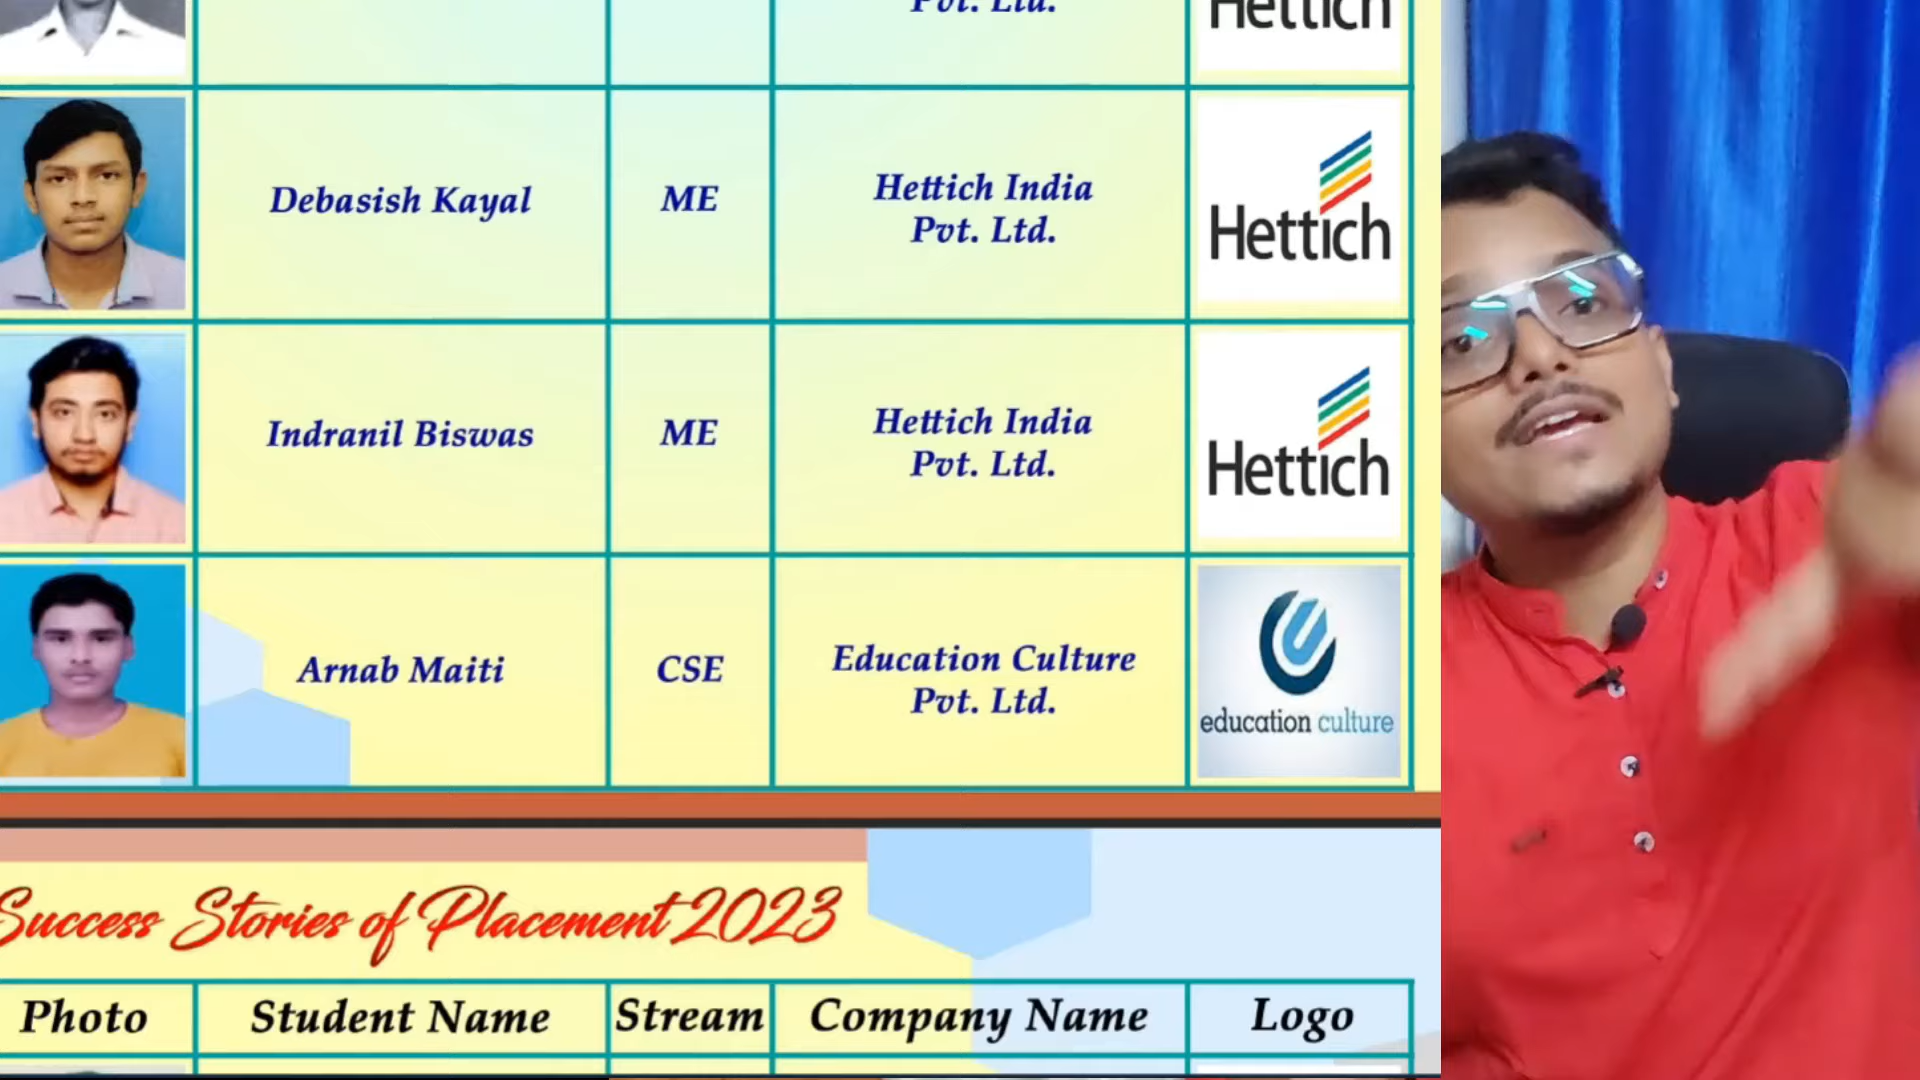 Pvt. Ltd.
Hettich
Debasish Kayal
ME
Hettich India
Pvt. Ltd.
Hettich
Indranil Biswas
ME
Hettich India
Pvt. Ltd.
Hettich
Arnab Maiti
CSE
Education Culture
Pvt. Ltd.
education culture
Success Stories of Placement 2023
Photo
Student Name
Stream
Company Name
Logo